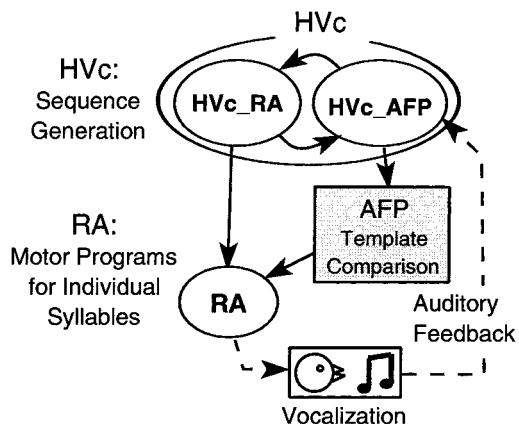 HVc
HVc:
Sequence
Generation
HVc_RA
HVc_AFP
RA:
Motor Programs
for Individual
Syllables
AFP
Template
Comparison
RA
Auditory
Feedback
Vocalization